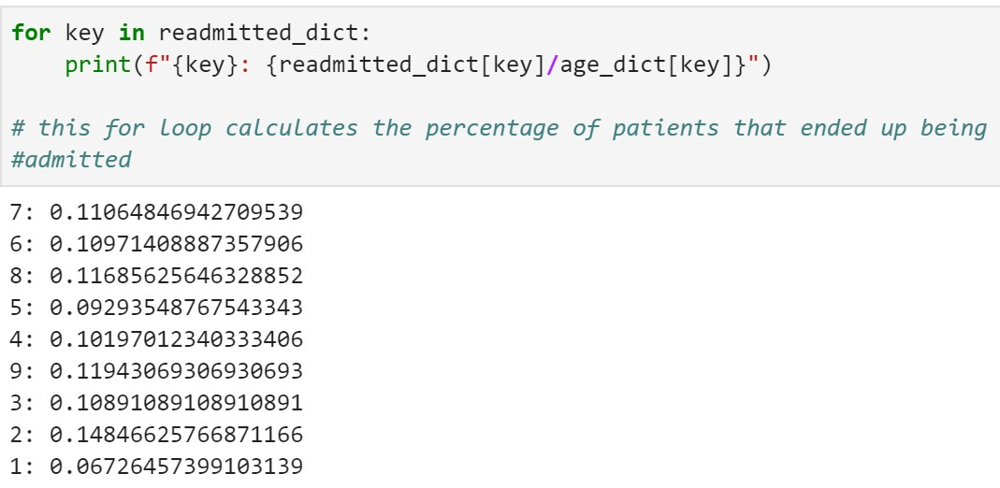 for key in readmitted_dict:
    print(f"{key}: {readmitted_dict[key]/age_dict[key]}")
# this for loop calculates the percentage of patients that ended up being
#admitted
7: 0.11064846942709539
6: 0.10971408887357906
8: 0.11685625646328852
5: 0.09293548767543343
4: 0.10197012340333406
9: 0.11943069306930693
3: 0.10891089108910891
2: 0.14846625766871166
1: 0.06726457399103139